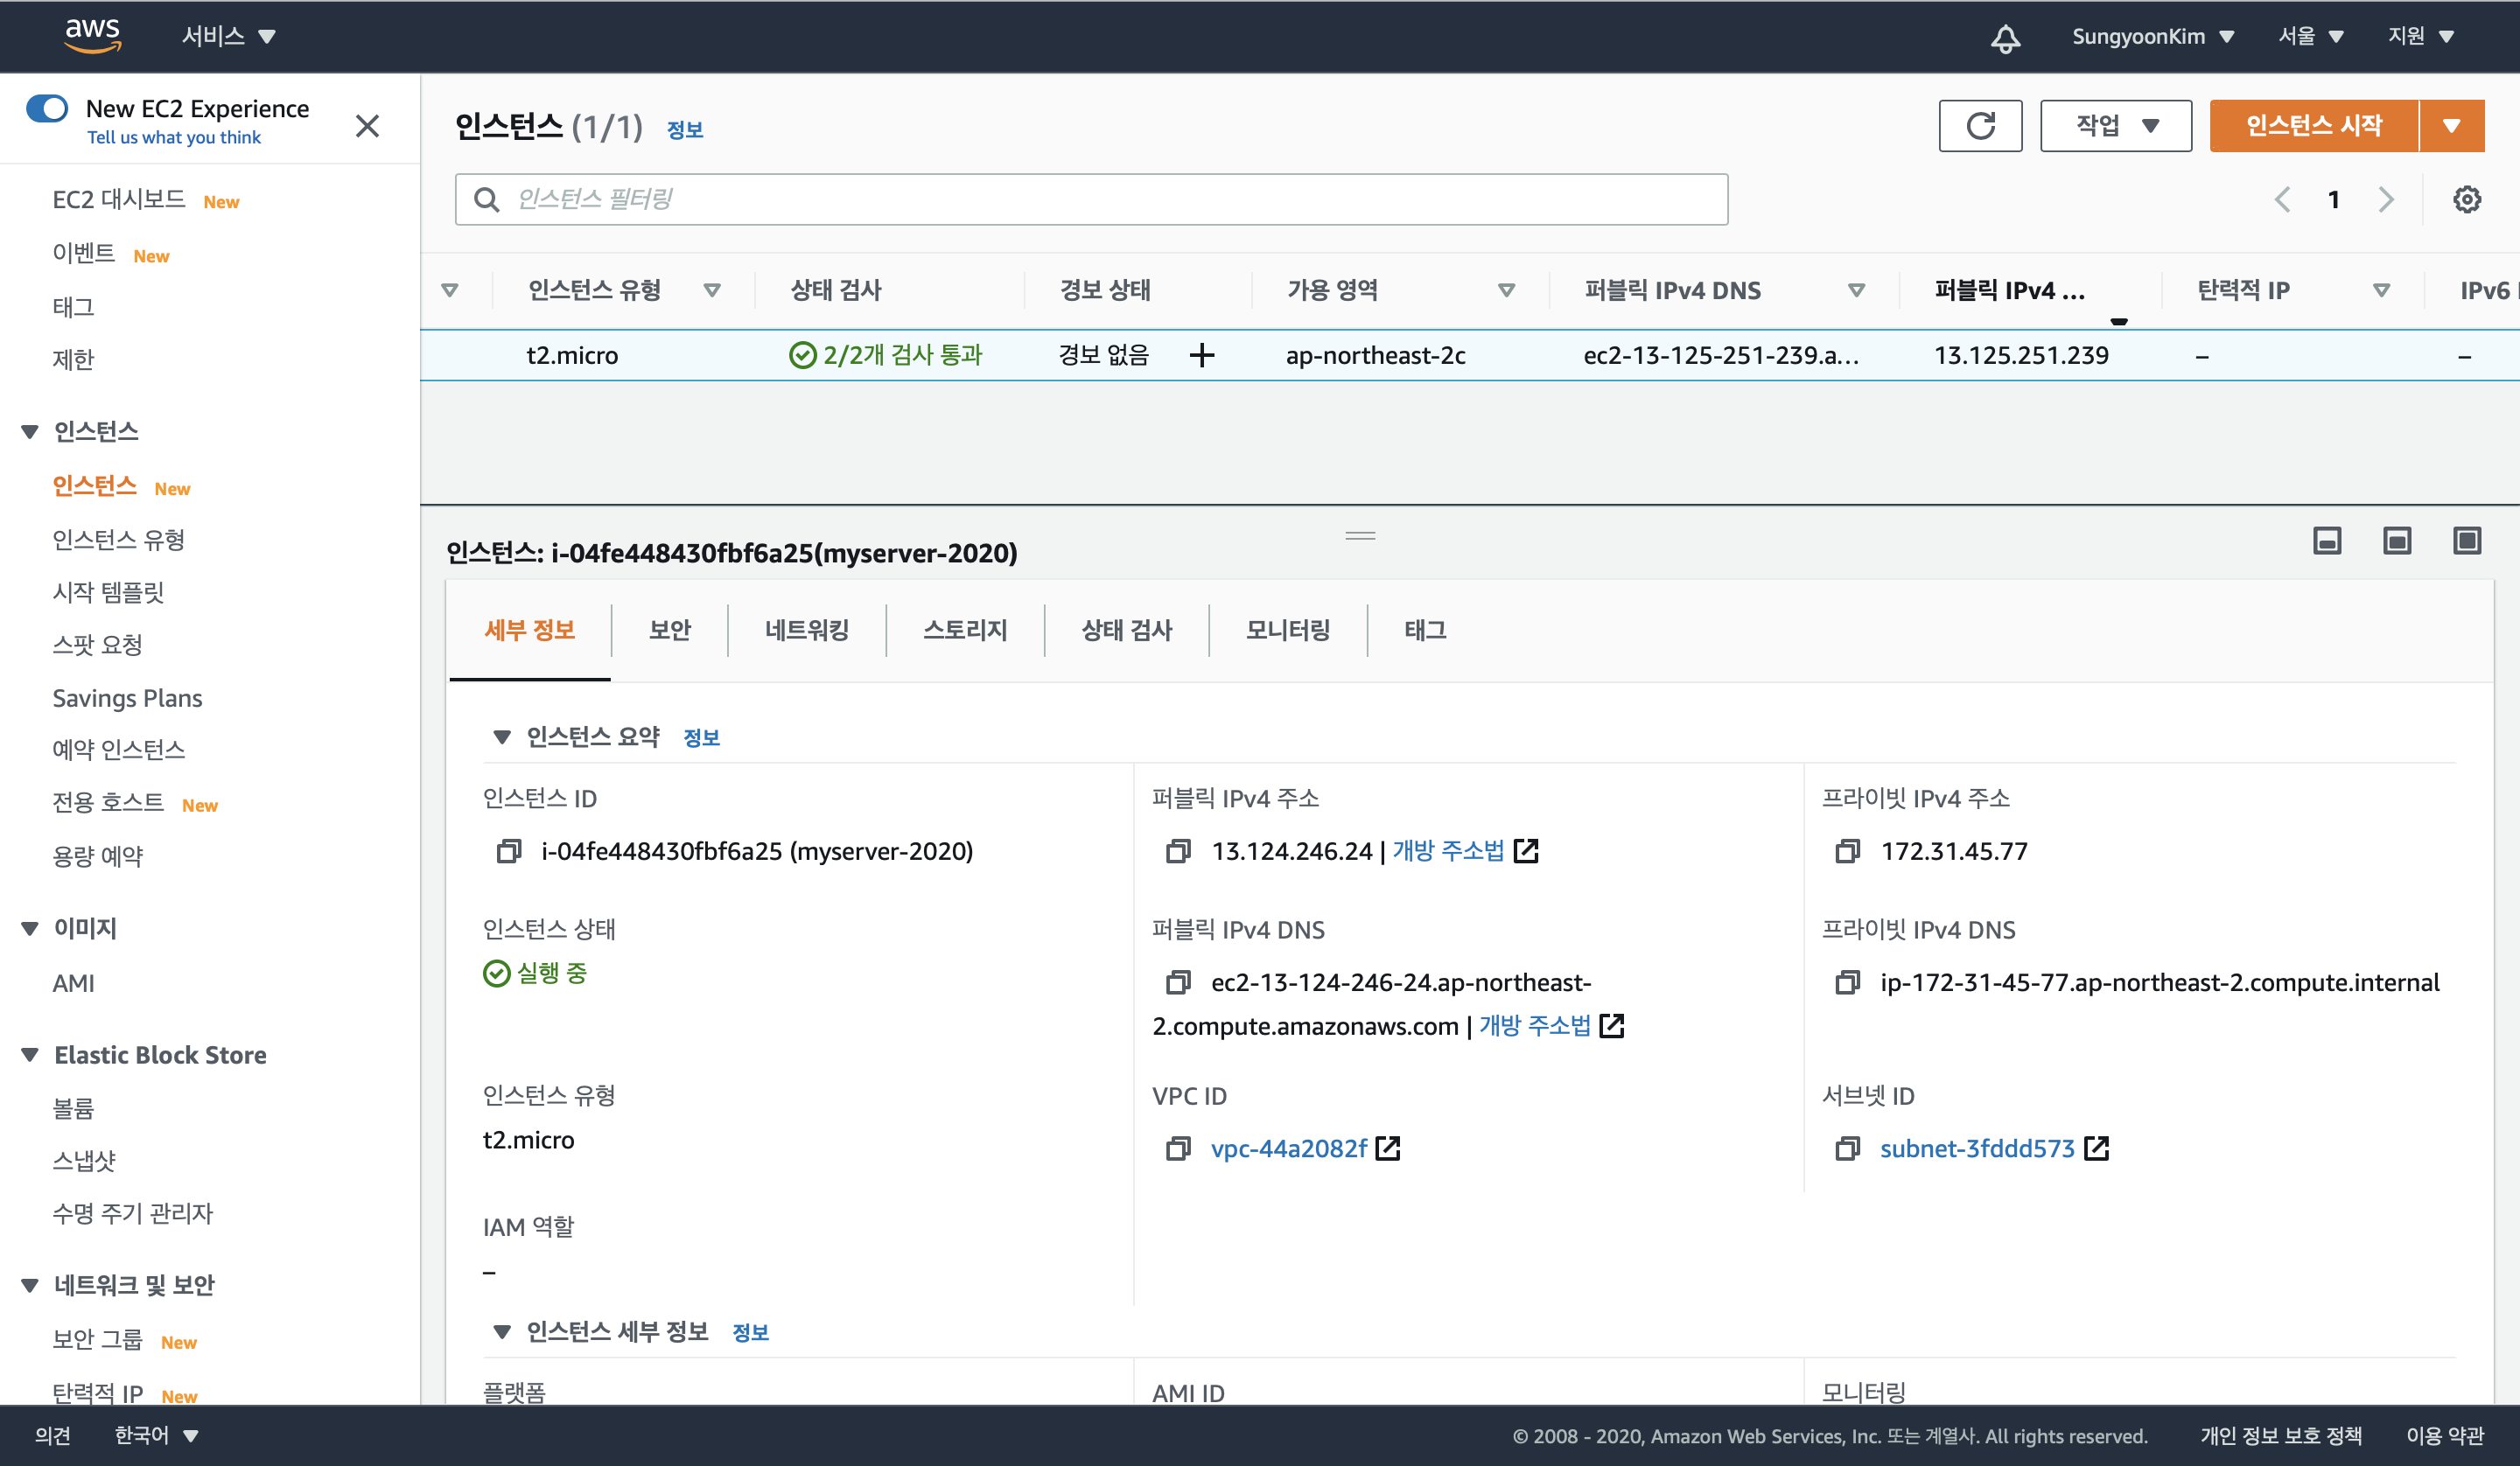 aws 서비스 SungyoonKim 서울 지원
New EC2 Experience
Tell us what you think
EC2 대시보드 New
이벤트 New
태그
제한
인스턴스
인스턴스 New
인스턴스 유형
시작 템플릿
스팟 요청
Savings Plans
예약 인스턴스
전용 호스트 New
용량 예약
이미지
AMI
Elastic Block Store
볼륨
스냅샷
수명 주기 관리자
네트워크 및 보안
보안 그룹 New
탄력적 IP New
인스턴스 (1/1) 정보
작업 인스턴스 시작
인스턴스 필터링
1
인스턴스 유형 상태 검사 경보 상태 가용 영역 퍼블릭 IPv4 DNS 퍼블릭 IPv4 ... 탄력적 IP IPv6
t2.micro 2/2개 검사 통과 경보 없음 ap-northeast-2c ec2-13-125-251-239.a... 13.125.251.239 – –
인스턴스: i-04fe448430fbf6a25(myserver-2020)
세부 정보 보안 네트워킹 스토리지 상태 검사 모니터링 태그
인스턴스 요약 정보
인스턴스 ID
i-04fe448430fbf6a25 (myserver-2020)
퍼블릭 IPv4 주소
13.124.246.24 | 개방 주소법
프라이빗 IPv4 주소
172.31.45.77
인스턴스 상태
실행 중
퍼블릭 IPv4 DNS
ec2-13-124-246-24.ap-northeast-
2.compute.amazonaws.com | 개방 주소법
프라이빗 IPv4 DNS
ip-172-31-45-77.ap-northeast-2.compute.internal
인스턴스 유형
t2.micro
VPC ID
vpc-44a2082f
서브넷 ID
subnet-3fddd573
IAM 역할
–
인스턴스 세부 정보 정보
플랫폼 AMI ID 모니터링
의견 한국어 © 2008 - 2020, Amazon Web Services, Inc. 또는 계열사. All rights reserved. 개인 정보 보호 정책 이용 약관